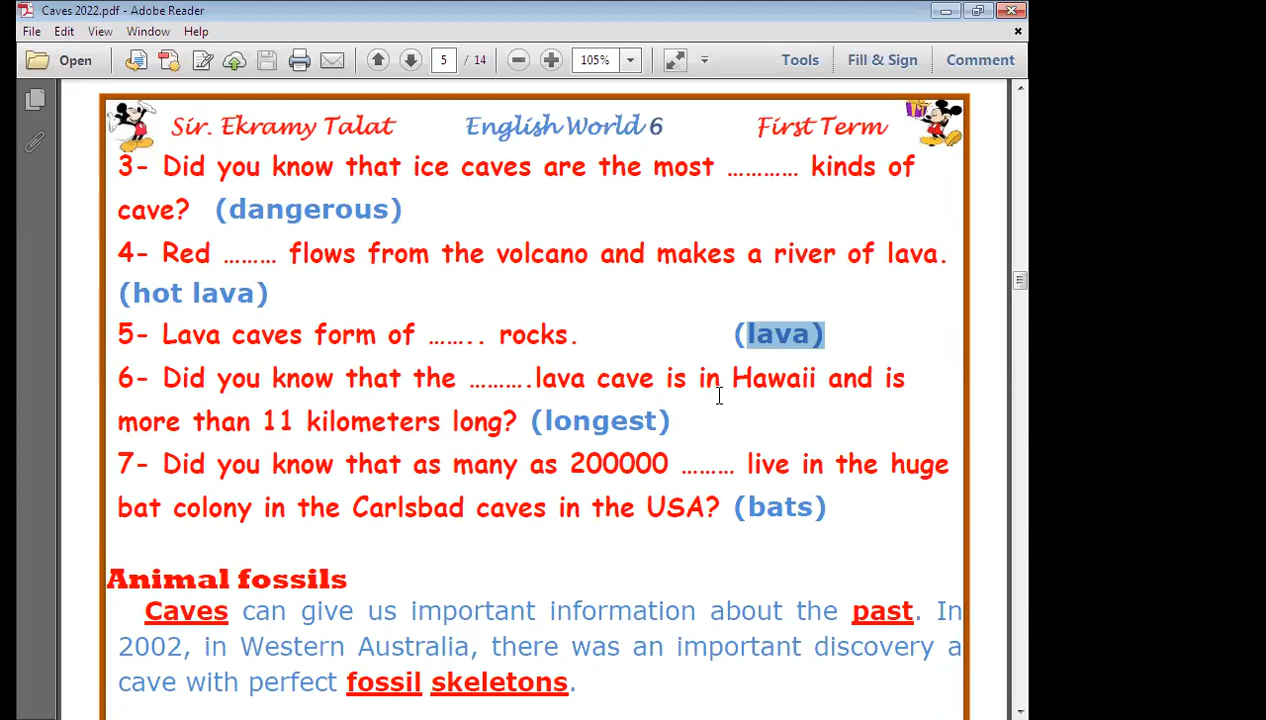 Caves 2022.pdf - Adobe Reader
File Edit View Window Help
Open 5 / 14 105% Tools Fill & Sign Comment
Sir. Ekramy Talat English World 6 First Term
3- Did you know that ice caves are the most ………… kinds of
cave? (dangerous)
4- Red ……… flows from the volcano and makes a river of lava.
(hot lava)
5- Lava caves form of …….. rocks. (lava)
6- Did you know that the ……….lava cave is in Hawaii and is
more than 11 kilometers long? (longest)
7- Did you know that as many as 200000 ……… live in the huge
bat colony in the Carlsbad caves in the USA? (bats)
Animal fossils
Caves can give us important information about the past. In
2002, in Western Australia, there was an important discovery a
cave with perfect fossil skeletons.